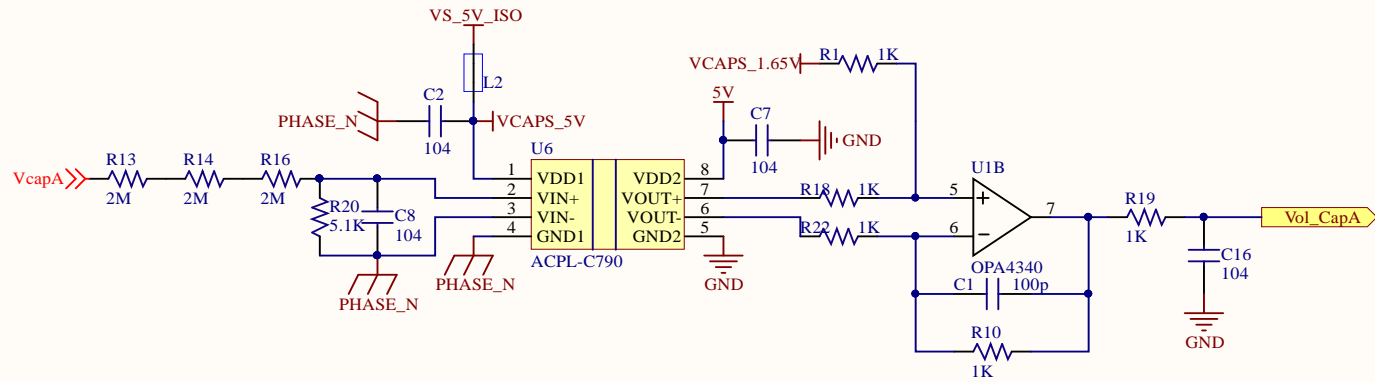 VS_5V_ISO
L2
C2
104
PHASE_N
VCAPS_5V
VCAPS_1.65V
R1
1K
5V
C7
104
GND
VcapA
R13
2M
R14
2M
R16
2M
R20
5.1K
C8
104
PHASE_N
U6
1
2
3
4
VDD1
VIN+
VIN-
GND1
VDD2
VOUT+
VOUT-
GND2
8
7
6
5
ACPL-C790
PHASE_N
GND
R18
1K
R22
1K
U1B
5
6
7
+
−
OPA4340
C1
100p
R10
1K
R19
1K
C16
104
GND
Vol_CapA